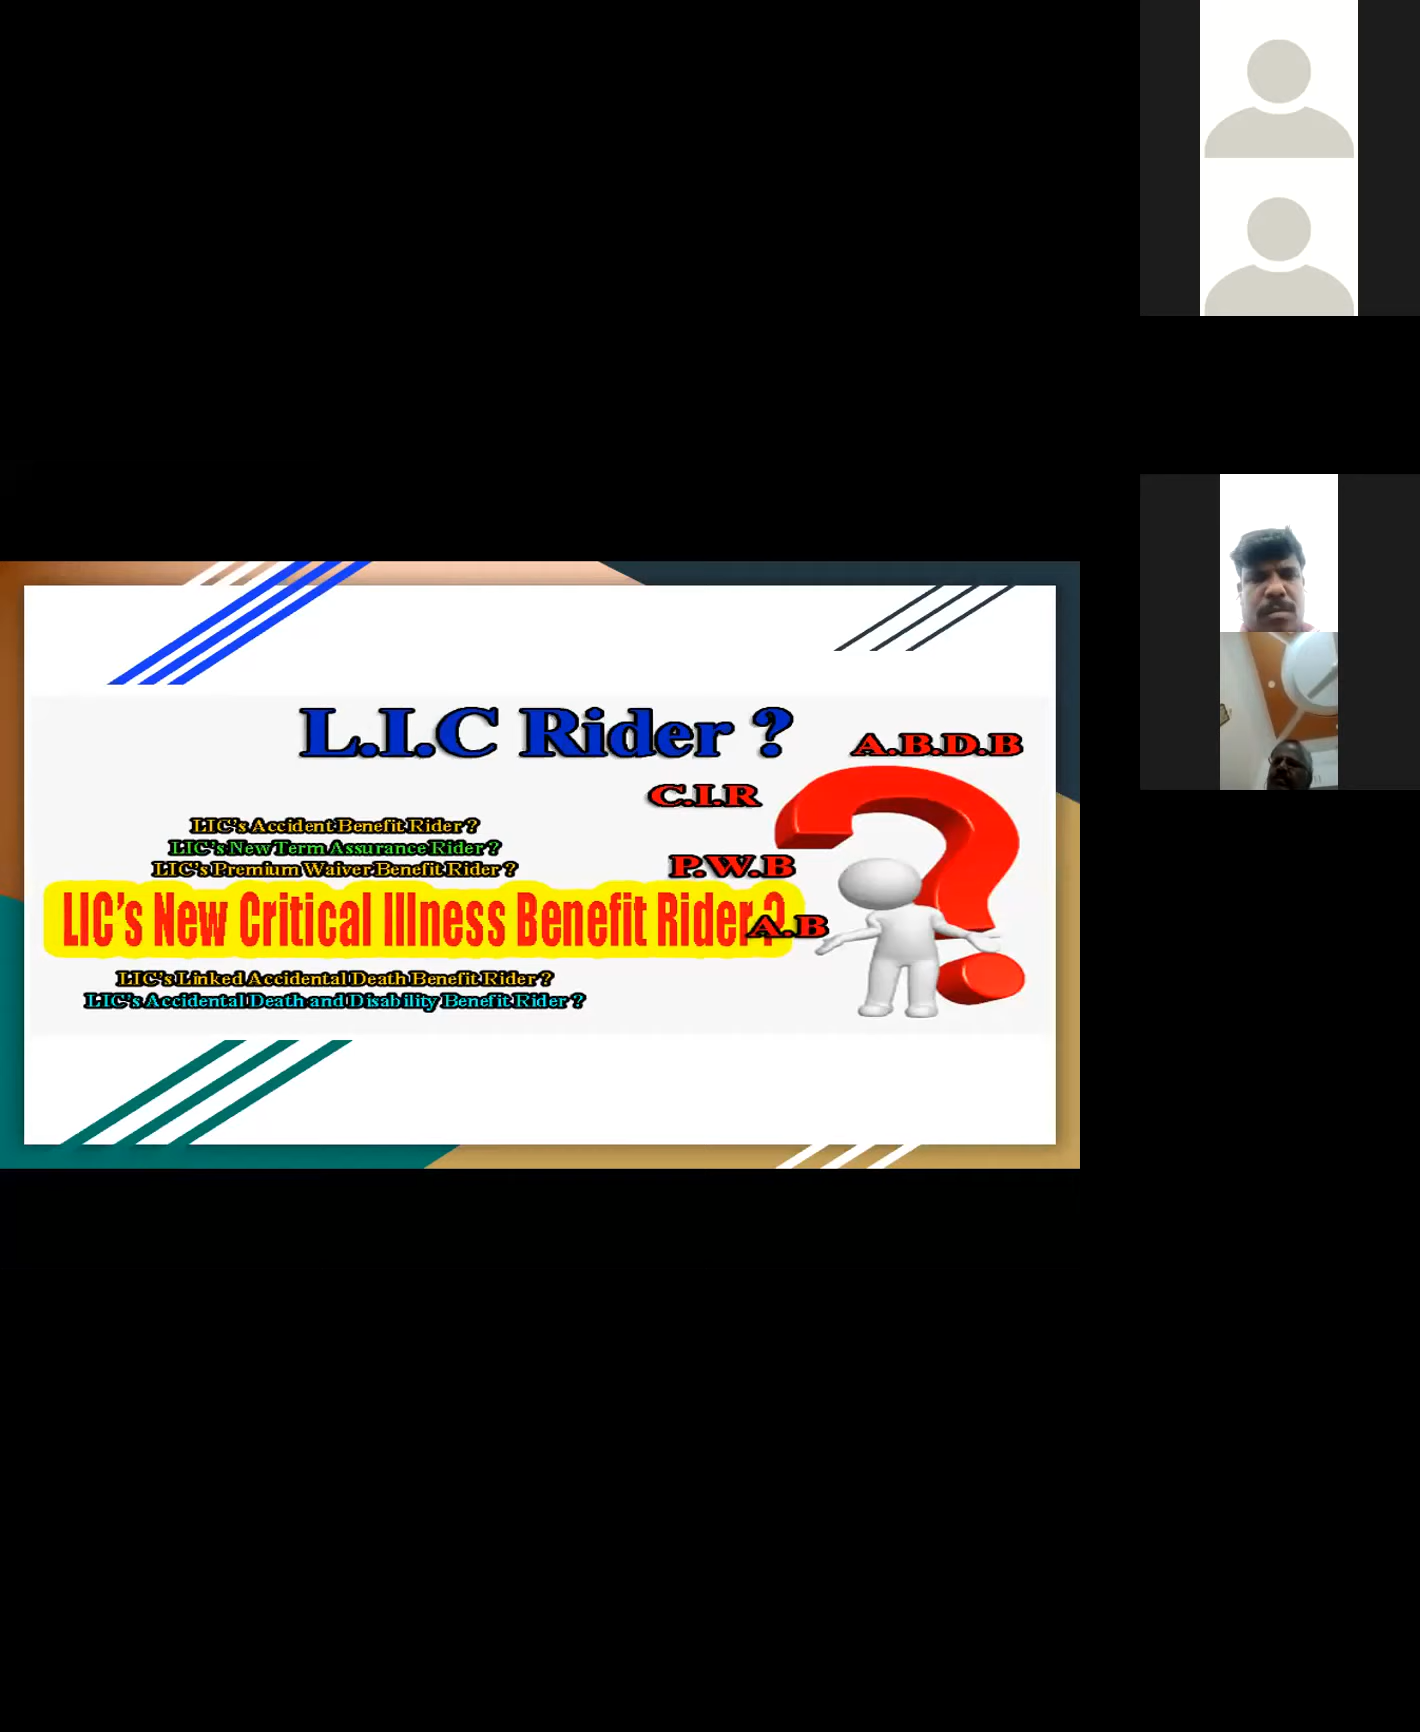 L.I.C Rider ?
A.B.D.B
C.I.R
LIC's Accident Benefit Rider ?
LIC's New Term Assurance Rider ?
LIC's Premium Waiver Benefit Rider ?
P.W.B
LIC's New Critical Illness Benefit Rider ?
A.B
LIC's Linked Accidental Death Benefit Rider ?
LIC's Accidental Death and Disability Benefit Rider ?